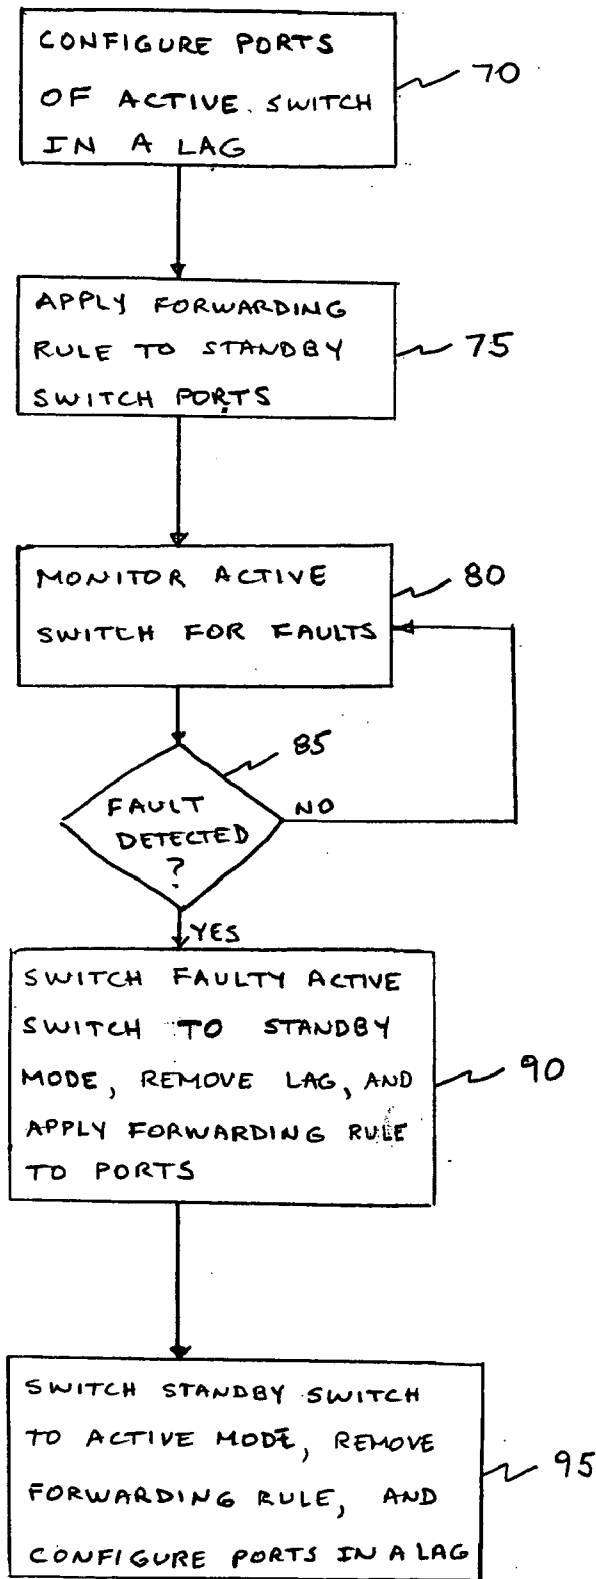 CONFIGURE PORTS
OF ACTIVE SWITCH
IN A LAG
70
APPLY FORWARDING
RULE TO STANDBY
SWITCH PORTS
75
MONITOR ACTIVE
SWITCH FOR FAULTS
80
85
FAULT
DETECTED
?
NO
YES
SWITCH FAULTY ACTIVE
SWITCH TO STANDBY
MODE, REMOVE LAG, AND
APPLY FORWARDING RULE
TO PORTS
90
SWITCH STANDBY SWITCH
TO ACTIVE MODE, REMOVE
FORWARDING RULE, AND
CONFIGURE PORTS IN A LAG
95